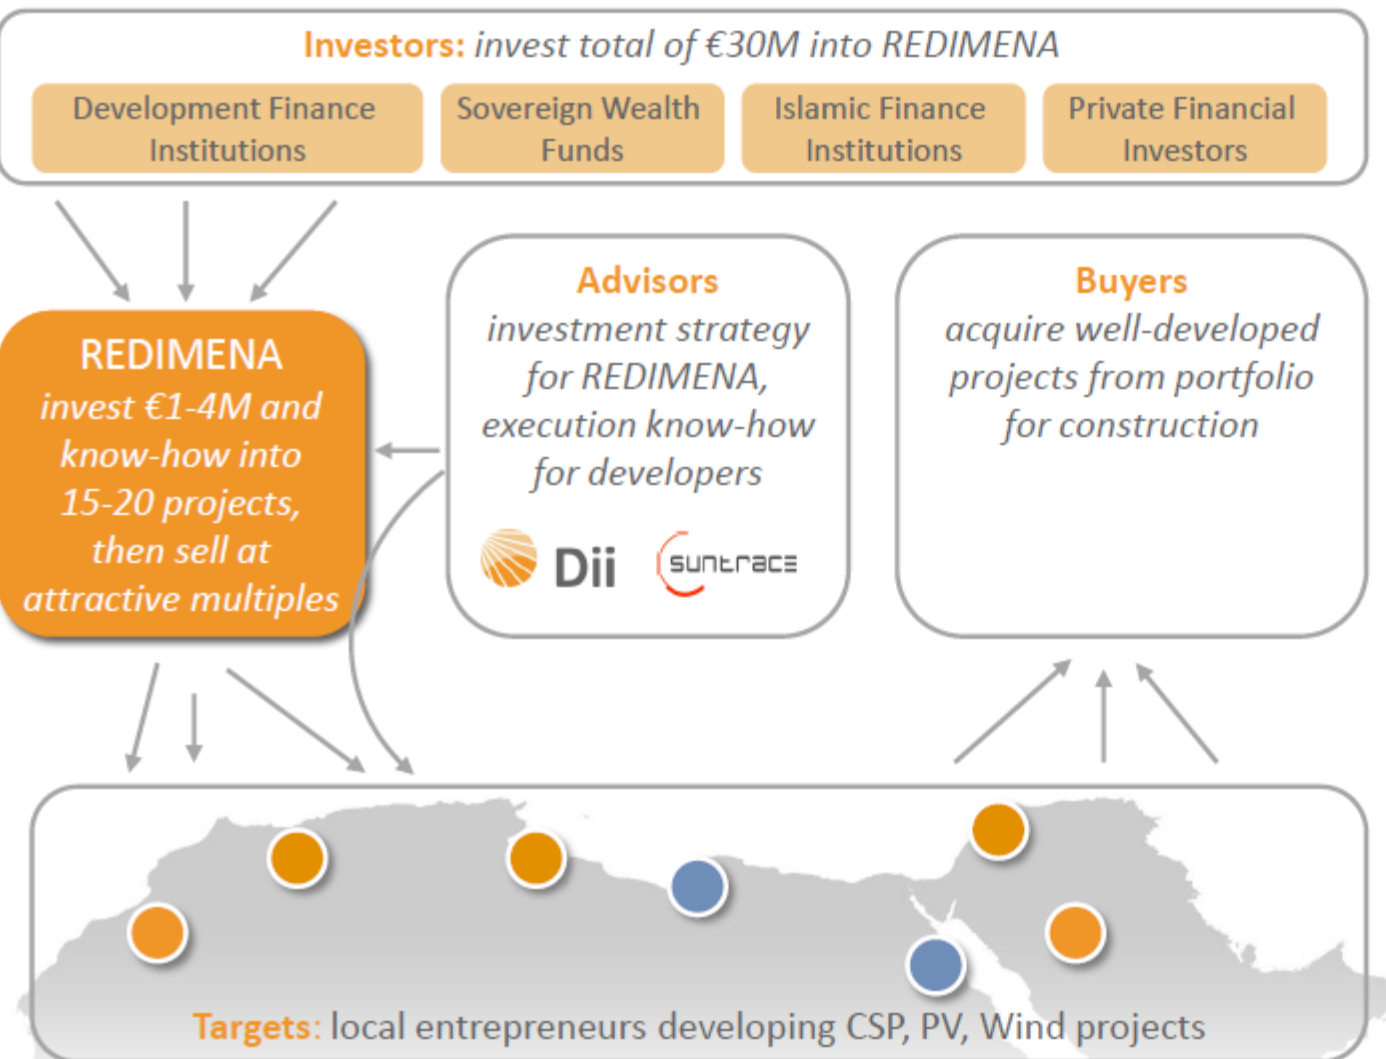 Investors: invest total of €30M into REDIMENA
Development Finance
Institutions
Sovereign Wealth
Funds
Islamic Finance
Institutions
Private Financial
Investors
REDIMENA
invest €1-4M and
know-how into
15-20 projects,
then sell at
attractive multiples
Advisors
investment strategy
for REDIMENA,
execution know-how
for developers
Dii
suntrace
Buyers
acquire well-developed
projects from portfolio
for construction
Targets: local entrepreneurs developing CSP, PV, Wind projects